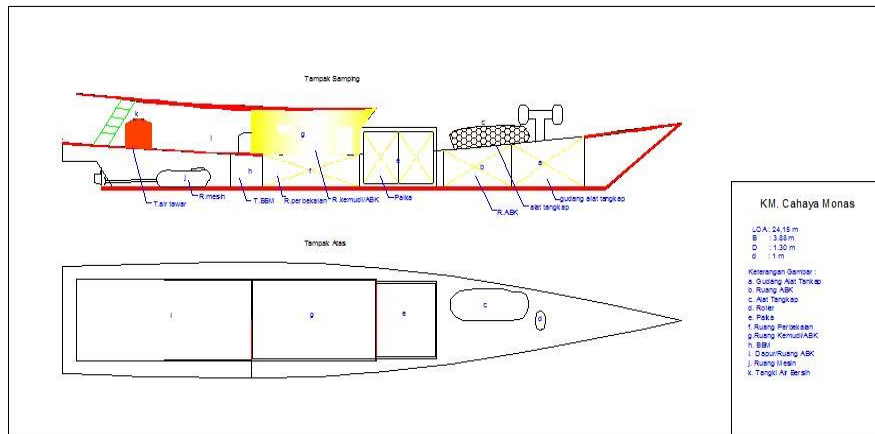 Tampak Samping
k
c
l
g
e
b
a
f
h
j
gudang alat tangkap
alat tangkap
R.ABK
Palka
R.kemudi/ABK
R.perbekalan
T.BBM
R.mesin
T.air tawar
Tampak Atas
i
g
e
c
d
KM. Cahaya Monas
LOA : 24,15 m
B : 3.88 m
D : 1.30 m
d : 1 m
Keterangan Gambar :
a. Gudang Alat Tankap
b. Ruang ABK
c. Alat Tangkap
d. Roller
e. Palka
f. Ruang Perbekalan
g. Ruang Kemudi/ABK
h. BBM
I. Dapur/Ruang ABK
j. Ruang Mesin
k. Tangki Air Bersih